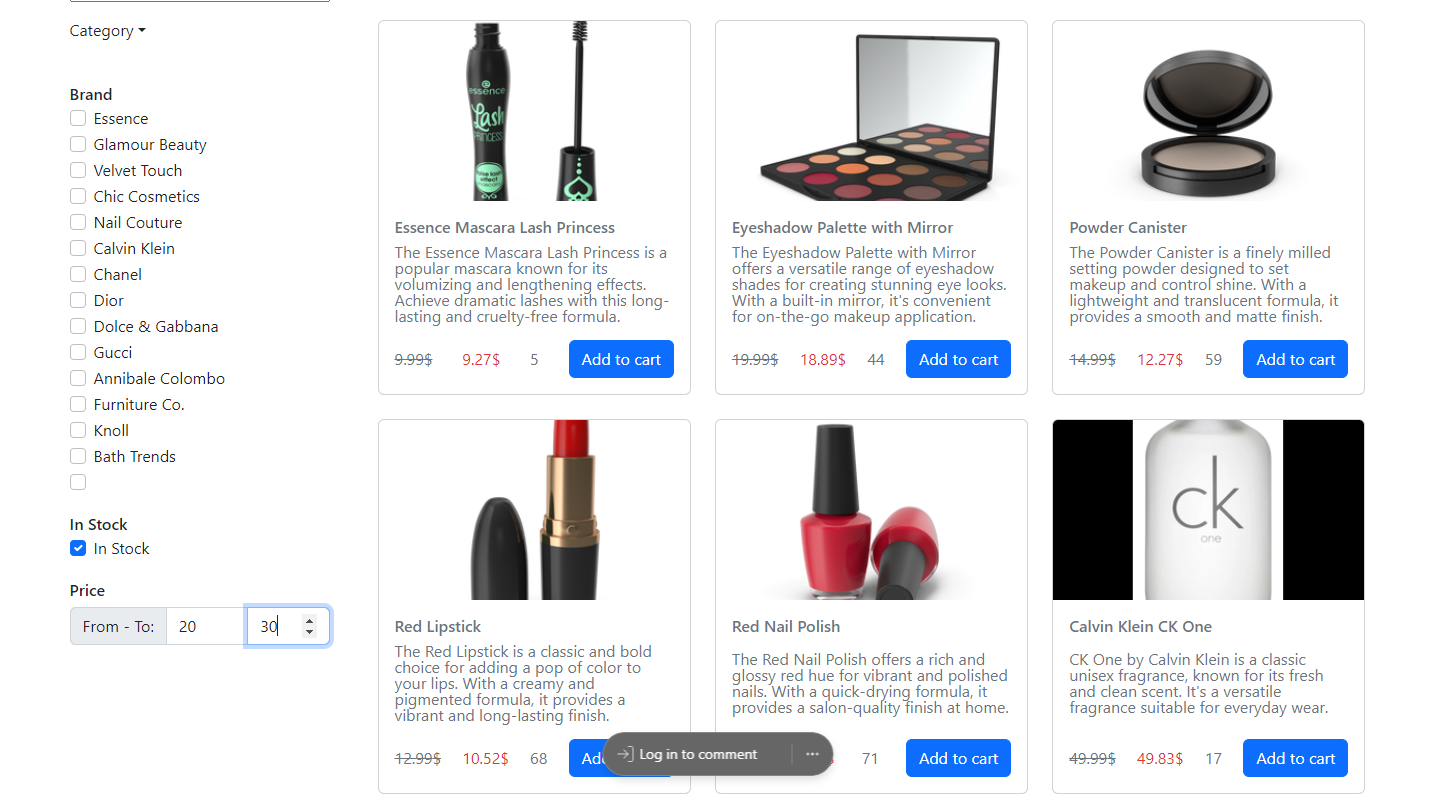 Category
Brand
Essence
Glamour Beauty
Velvet Touch
Chic Cosmetics
Nail Couture
Calvin Klein
Chanel
Dior
Dolce & Gabbana
Gucci
Annibale Colombo
Furniture Co.
Knoll
Bath Trends
In Stock
In Stock
Price
From - To: 20 30
essence
Lash
PRINCESS
false lash
effect
Essence Mascara Lash Princess
The Essence Mascara Lash Princess is a
popular mascara known for its
volumizing and lengthening effects.
Achieve dramatic lashes with this long-
lasting and cruelty-free formula.
9.99$ 9.27$ 5 Add to cart
Eyeshadow Palette with Mirror
The Eyeshadow Palette with Mirror
offers a versatile range of eyeshadow
shades for creating stunning eye looks.
With a built-in mirror, it's convenient
for on-the-go makeup application.
19.99$ 18.89$ 44 Add to cart
Powder Canister
The Powder Canister is a finely milled
setting powder designed to set
makeup and control shine. With a
lightweight and translucent formula, it
provides a smooth and matte finish.
14.99$ 12.27$ 59 Add to cart
Red Lipstick
The Red Lipstick is a classic and bold
choice for adding a pop of color to
your lips. With a creamy and
pigmented formula, it provides a
vibrant and long-lasting finish.
12.99$ 10.52$ 68
Red Nail Polish
The Red Nail Polish offers a rich and
glossy red hue for vibrant and polished
nails. With a quick-drying formula, it
provides a salon-quality finish at home.
71 Add to cart
ck
one
Calvin Klein CK One
CK One by Calvin Klein is a classic
unisex fragrance, known for its fresh
and clean scent. It's a versatile
fragrance suitable for everyday wear.
49.99$ 49.83$ 17 Add to cart
Log in to comment